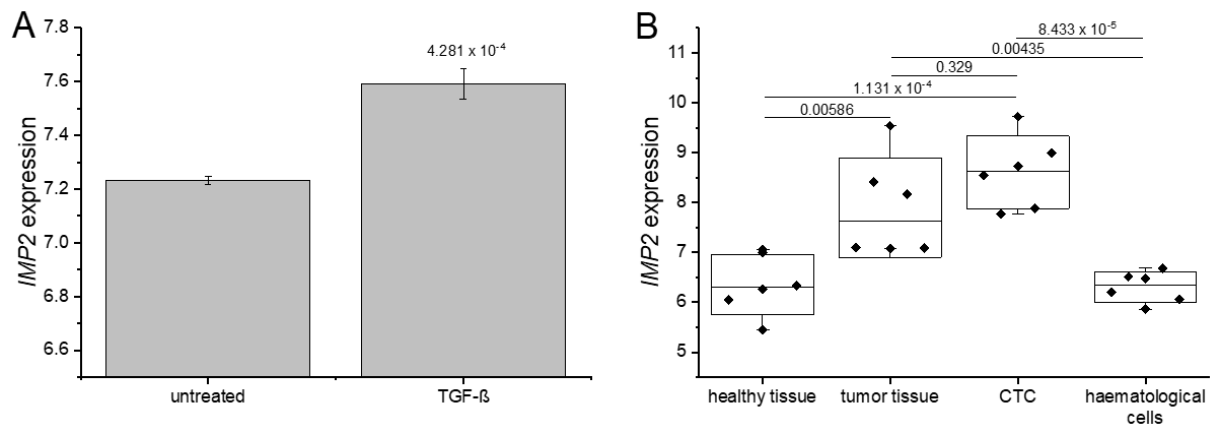 A
IMP2 expression
7.8
7.6
7.4
7.2
7.0
6.8
6.6
4.281 x 10-4
untreated
TGF-ß
B
IMP2 expression
11
10
9
8
7
6
5
8.433 x 10-5
0.00435
0.329
1.131 x 10-4
0.00586
healthy tissue
tumor tissue
CTC
haematological
cells